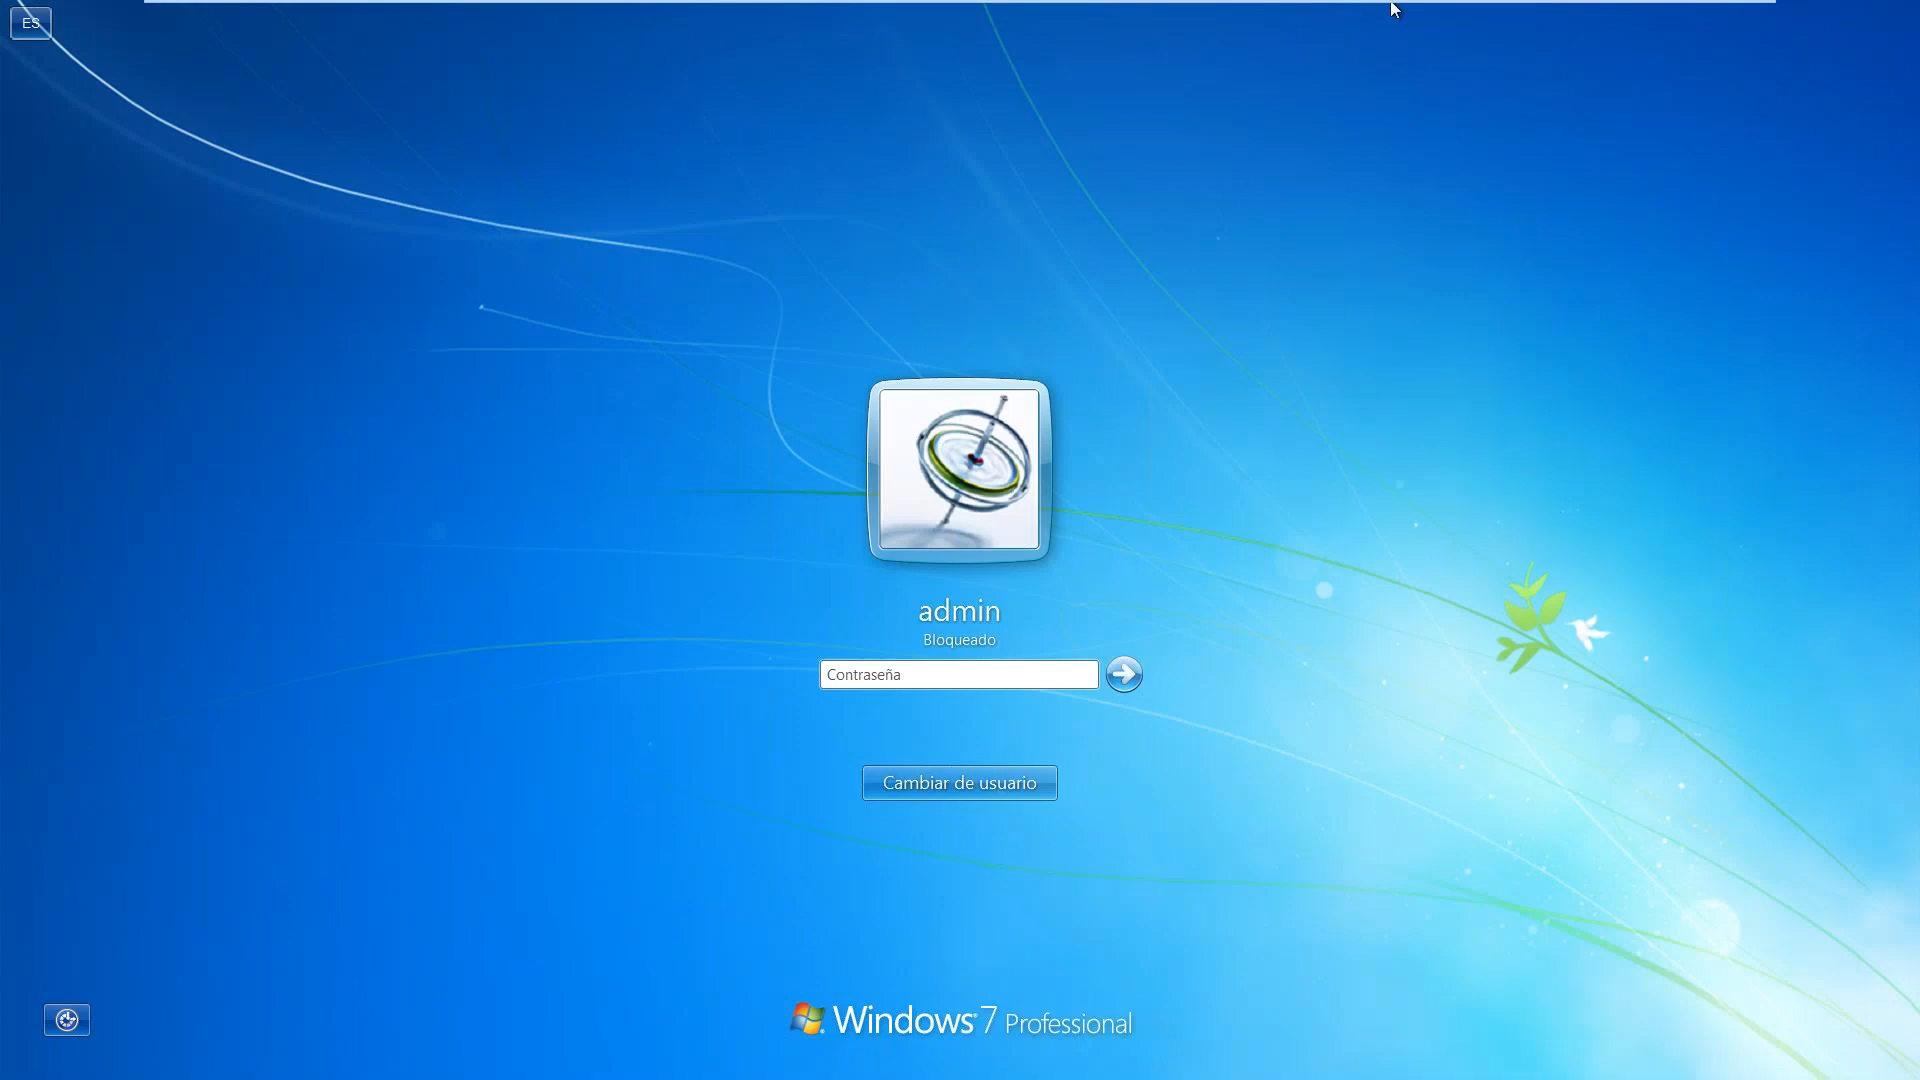 ES
admin
Bloqueado
Contraseña
Cambiar de usuario
Windows 7 Professional